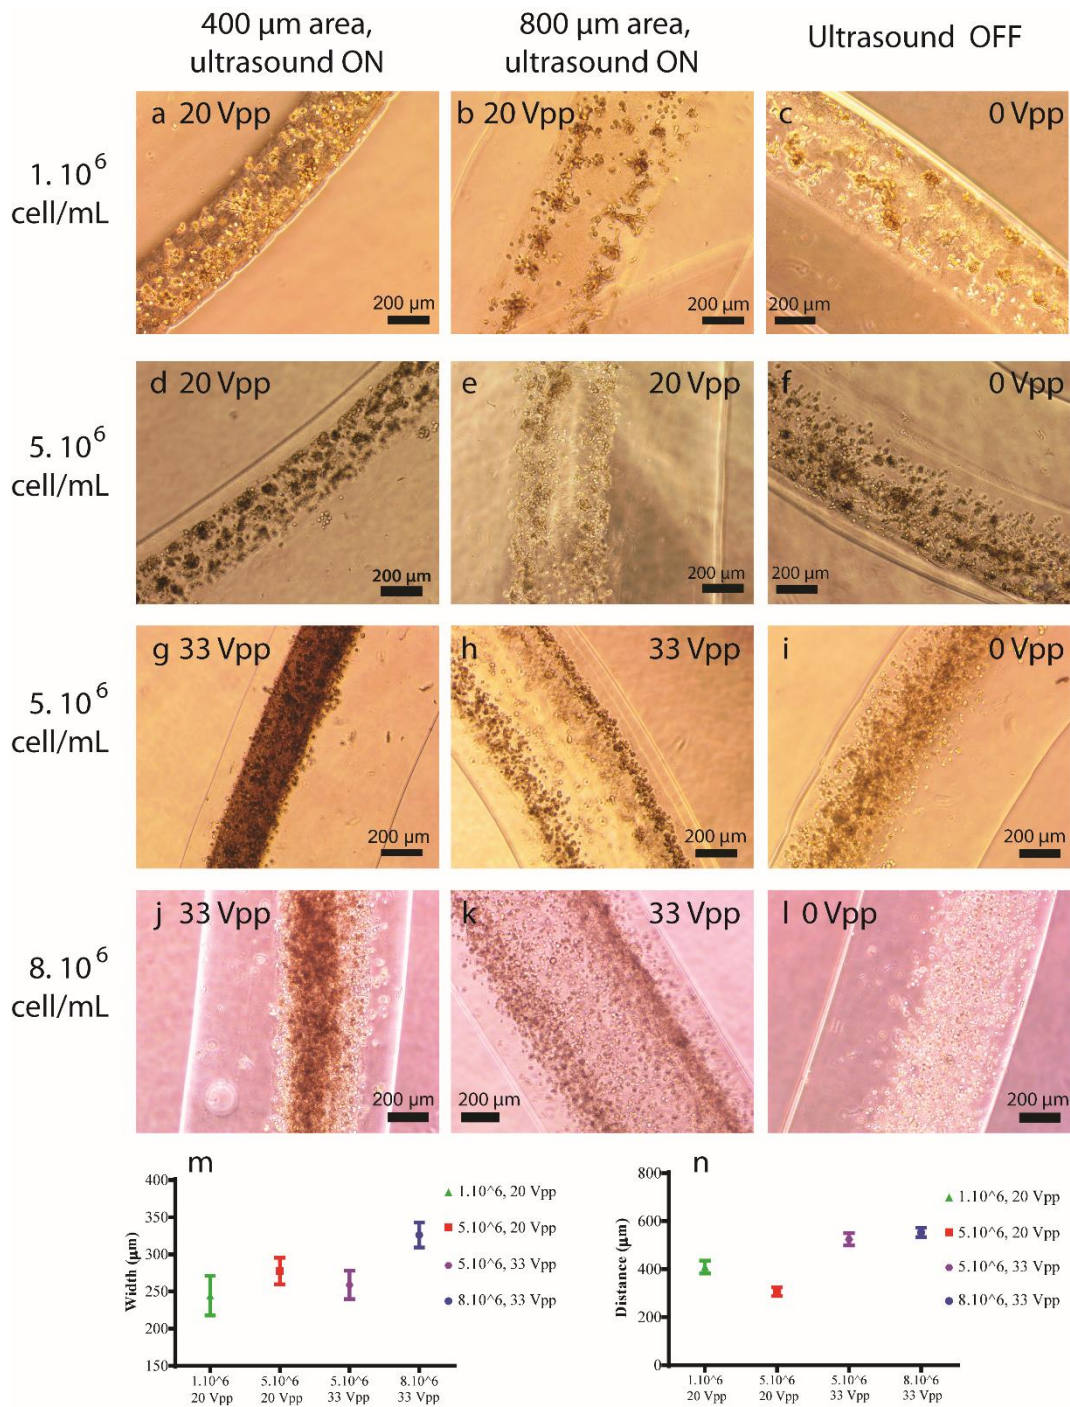 400 µm area,
ultrasound ON
800 µm area,
ultrasound ON
Ultrasound OFF
1. 10^6
cell/mL
a 20 Vpp
200 µm
b 20 Vpp
200 µm
c 0 Vpp
200 µm
5. 10^6
cell/mL
d 20 Vpp
200 µm
e 20 Vpp
200 µm
f 0 Vpp
200 µm
5. 10^6
cell/mL
g 33 Vpp
200 µm
h 33 Vpp
200 µm
i 0 Vpp
200 µm
8. 10^6
cell/mL
j 33 Vpp
200 µm
k 33 Vpp
200 µm
l 0 Vpp
200 µm
m
Width (µm)
400
350
300
250
200
150
1.10^6
20 Vpp
5.10^6
20 Vpp
5.10^6
33 Vpp
8.10^6
33 Vpp
1.10^6, 20 Vpp
5.10^6, 20 Vpp
5.10^6, 33 Vpp
8.10^6, 33 Vpp
n
Distance (µm)
800
600
400
200
0
1.10^6
20 Vpp
5.10^6
20 Vpp
5.10^6
33 Vpp
8.10^6
33 Vpp
1.10^6, 20 Vpp
5.10^6, 20 Vpp
5.10^6, 33 Vpp
8.10^6, 33 Vpp